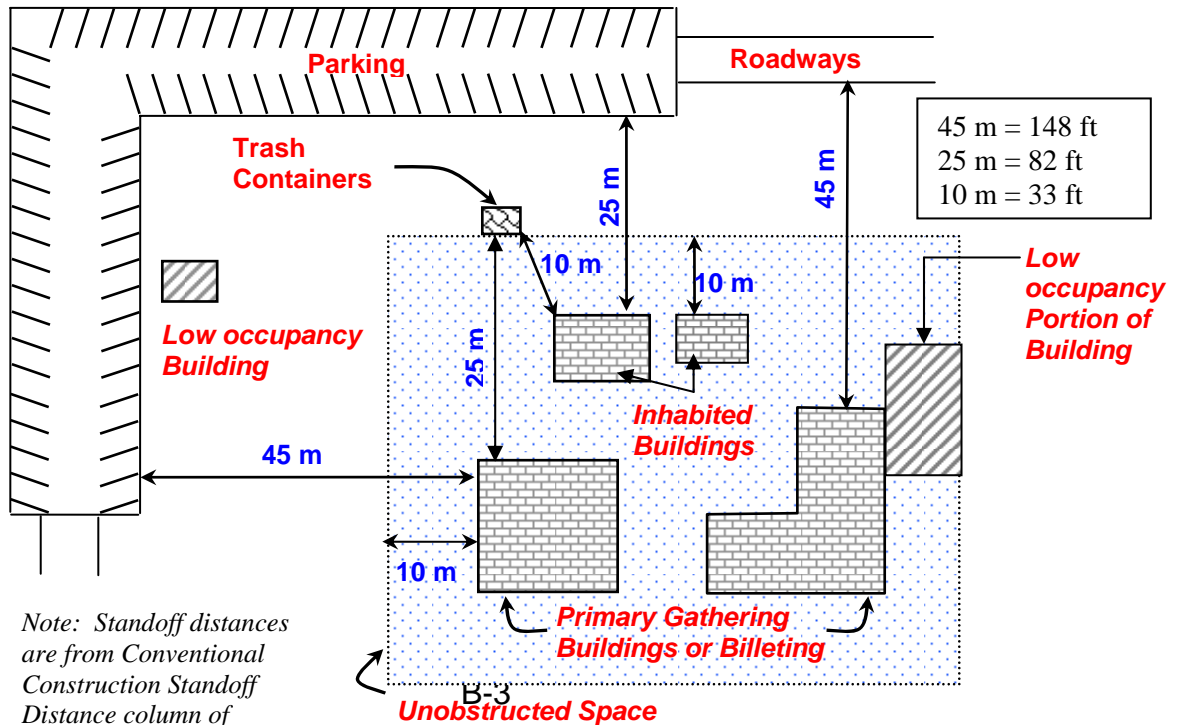 Parking
Roadways
45 m = 148 ft
25 m = 82 ft
10 m = 33 ft
Trash
Containers
25 m
45 m
10 m
10 m
Low
occupancy
Portion of
Building
Low occupancy
Building
25 m
Inhabited
Buildings
45 m
10 m
Primary Gathering
Buildings or Billeting
Note: Standoff distances
are from Conventional
Construction Standoff
Distance column of
B-3
Unobstructed Space